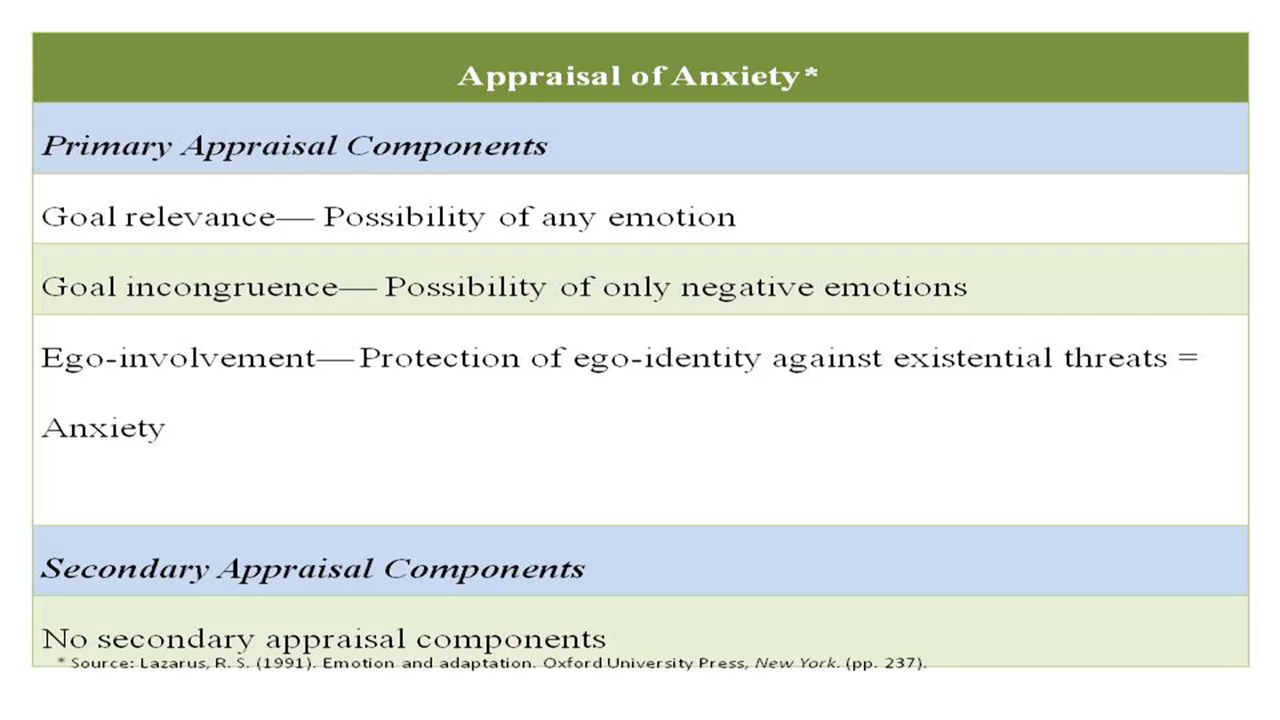 Appraisal of Anxiety*
Primary Appraisal Components
Goal relevance— Possibility of any emotion
Goal incongruence— Possibility of only negative emotions
Ego-involvement— Protection of ego-identity against existential threats =
Anxiety
Secondary Appraisal Components
No secondary appraisal components
* Source: Lazarus, R. S. (1991). Emotion and adaptation. Oxford University Press, New York. (pp. 237).